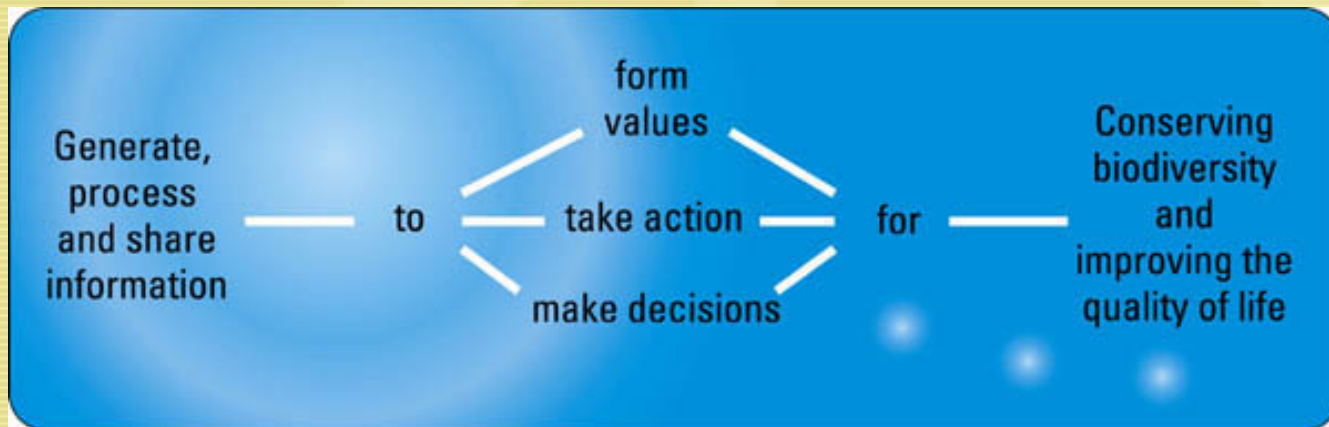 Generate,
process
and share
information
to
form
values
take action
make decisions
for
Conserving
biodiversity
and
improving the
quality of life